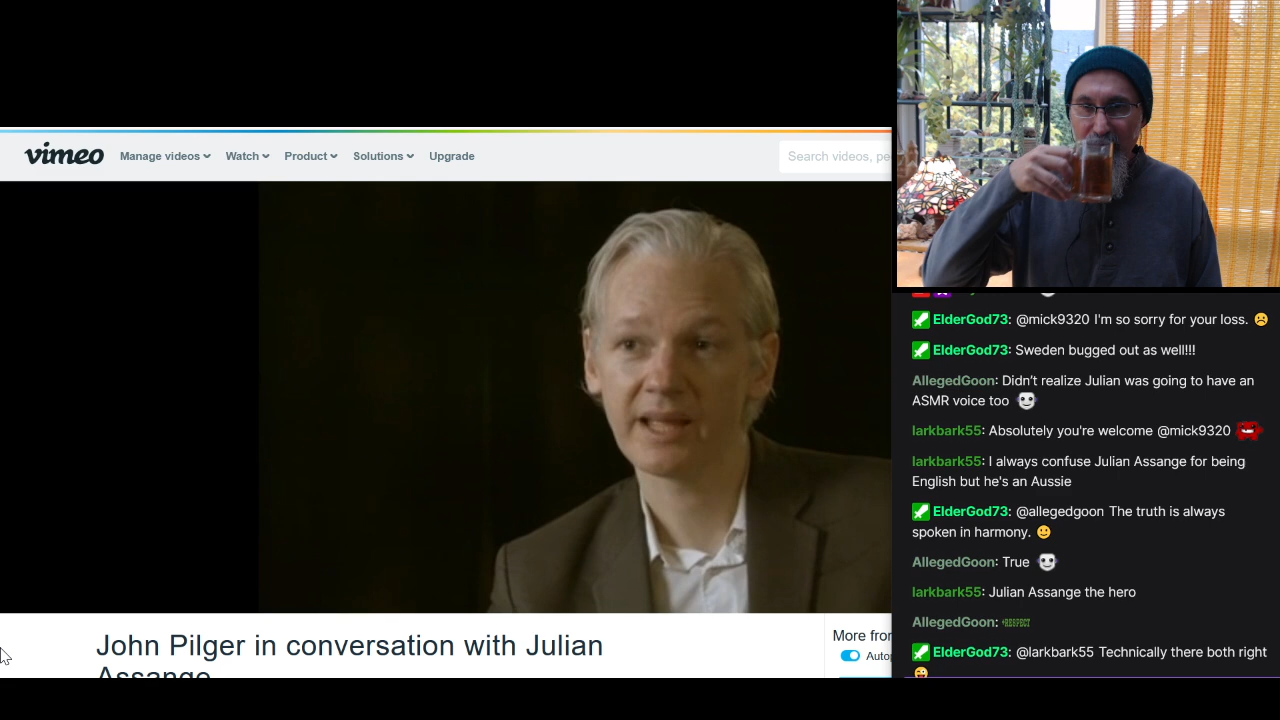 vimeo
Manage videos
Watch
Product
Solutions
Upgrade
Search videos, pe
John Pilger in conversation with Julian
Assange
More from
Autop
ElderGod73: @mick9320 I'm so sorry for your loss.
ElderGod73: Sweden bugged out as well!!!
AllegedGoon: Didn’t realize Julian was going to have an
ASMR voice too
larkbark55: Absolutely you're welcome @mick9320
larkbark55: I always confuse Julian Assange for being
English but he's an Aussie
ElderGod73: @allegedgoon The truth is always
spoken in harmony.
AllegedGoon: True
larkbark55: Julian Assange the hero
AllegedGoon: +RESPECT
ElderGod73: @larkbark55 Technically there both right